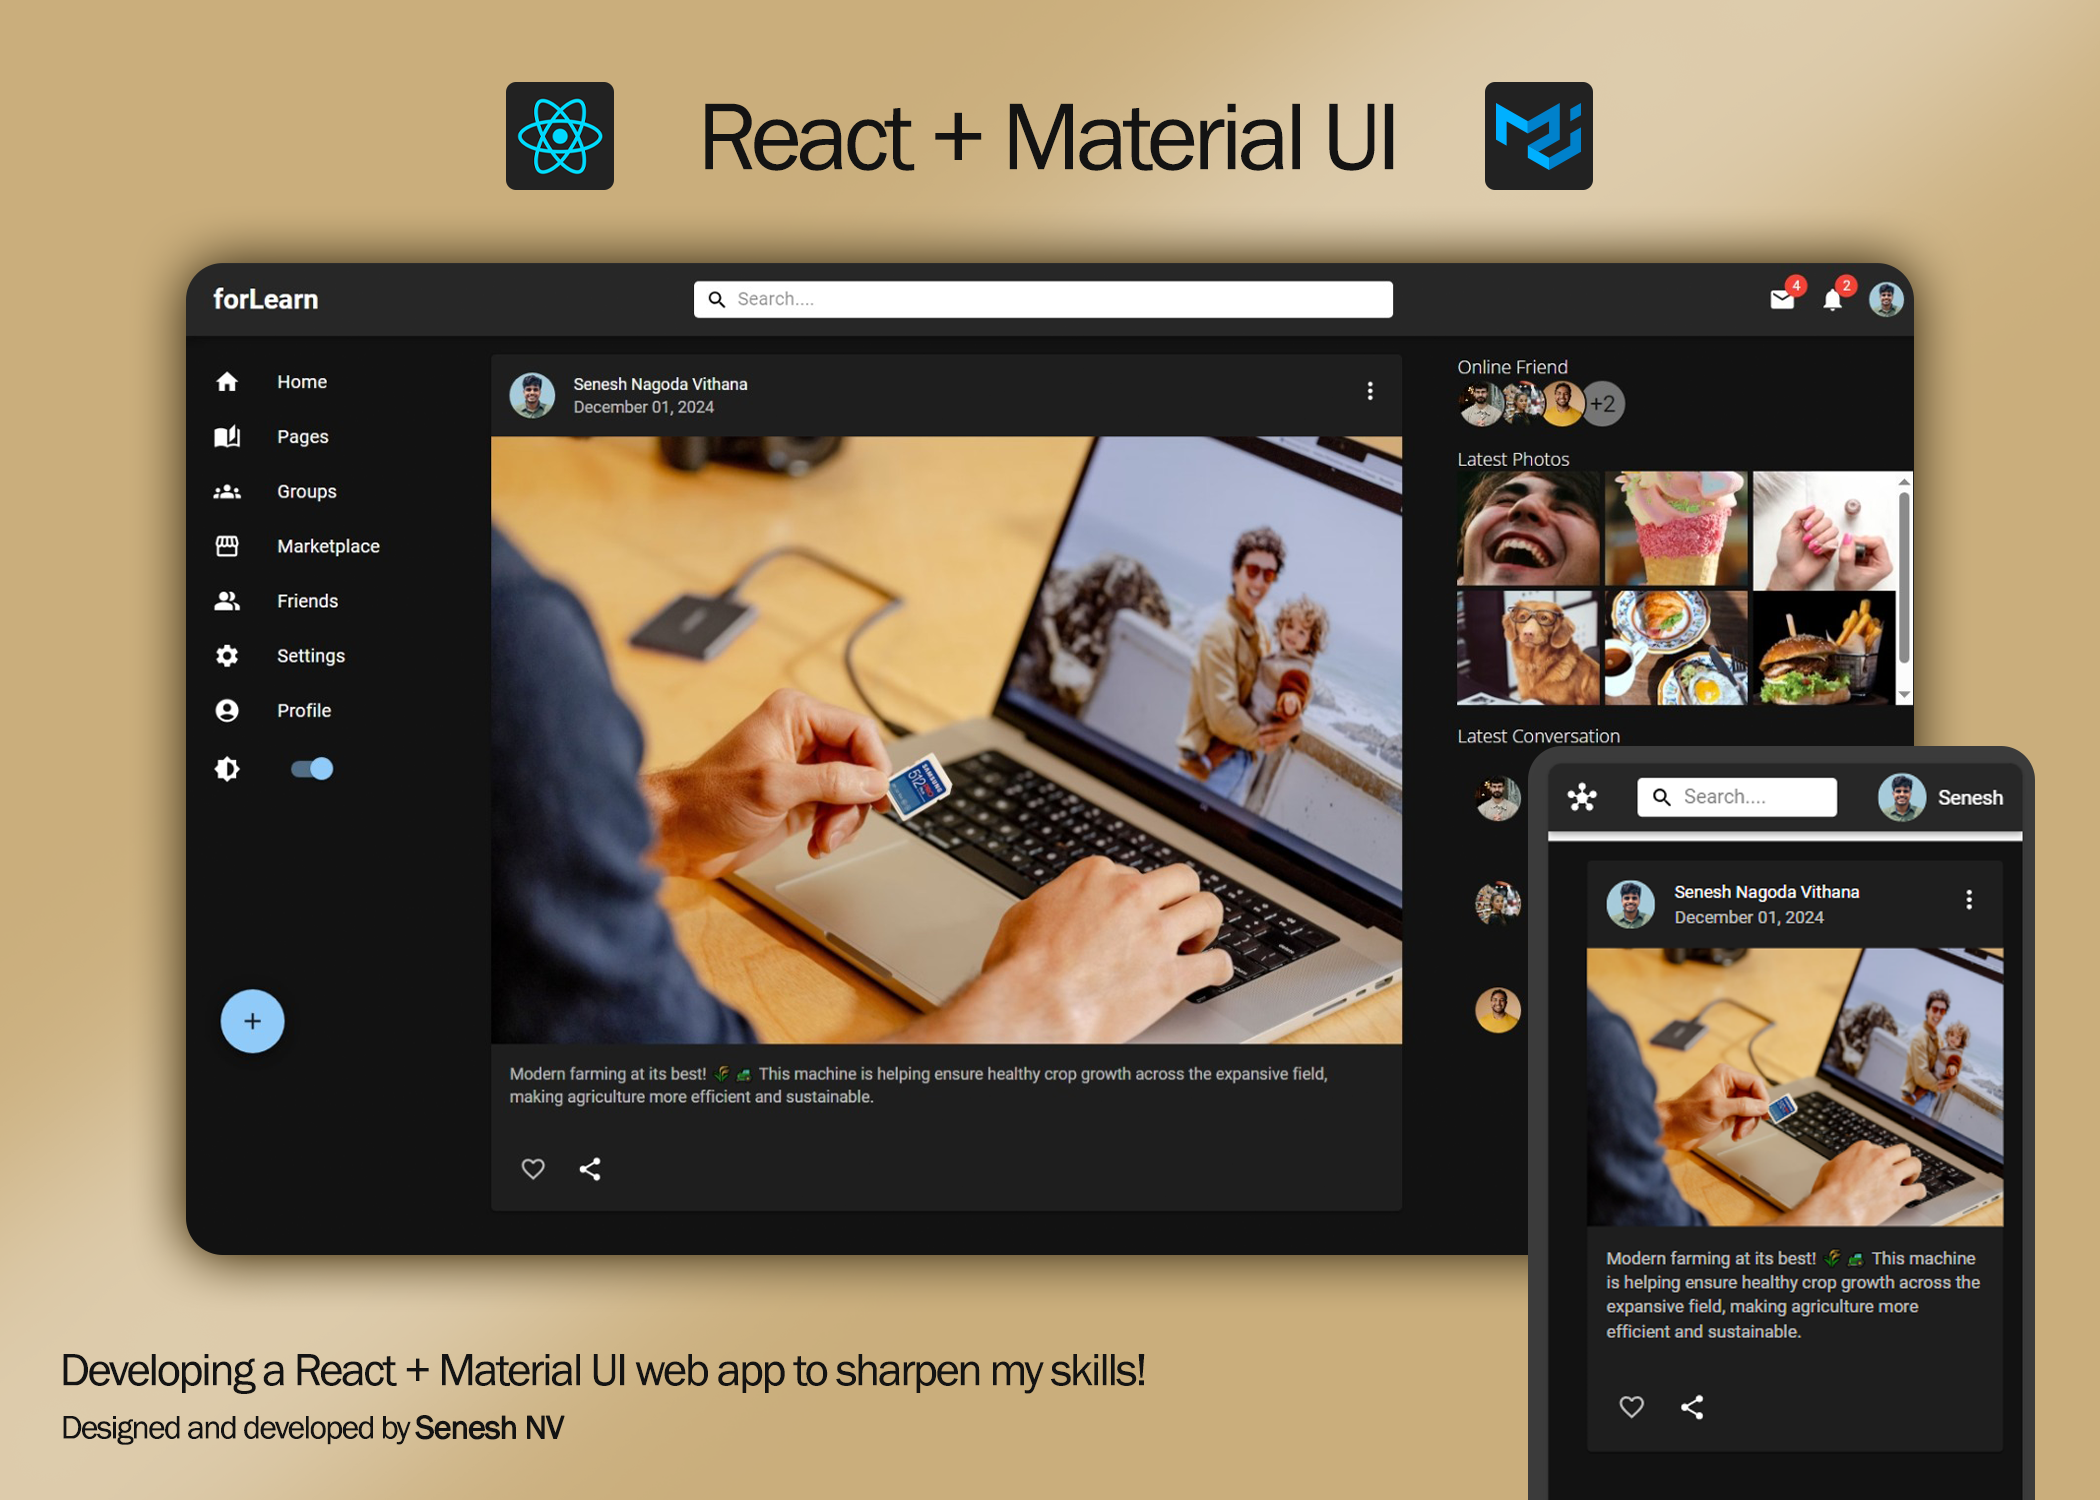 React + Material UI
forLearn
Search....
4
2
Home
Pages
Groups
Marketplace
Friends
Settings
Profile
+
Senesh Nagoda Vithana
December 01, 2024
SAMSUNG
512
Modern farming at its best! 🌾 🚜 This machine is helping ensure healthy crop growth across the expansive field,
making agriculture more efficient and sustainable.
Online Friend
+2
Latest Photos
Latest Conversation
Search....
Senesh
Senesh Nagoda Vithana
December 01, 2024
Modern farming at its best! 🌾 🚜 This machine
is helping ensure healthy crop growth across the
expansive field, making agriculture more
efficient and sustainable.
Developing a React + Material UI web app to sharpen my skills!
Designed and developed by Senesh NV